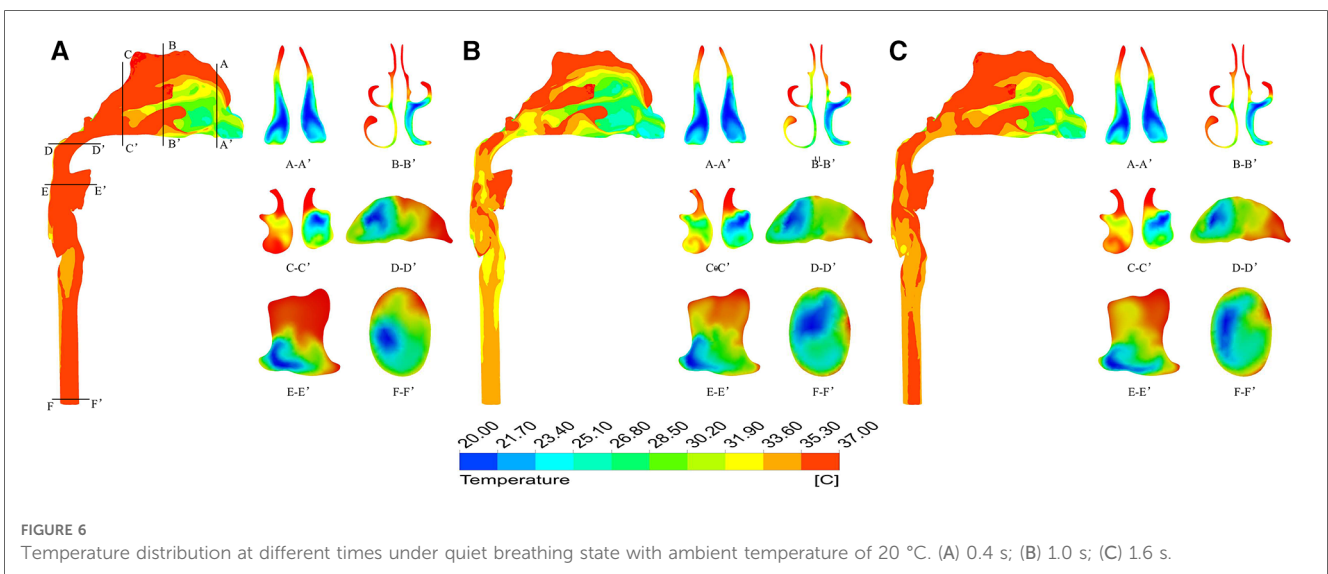 A
B
C
C
B
A
C'
B'
A'
D
D'
E
E'
F
F'
A-A'
B-B'
A-A'
B-B'
A-A'
B-B'
C-C'
D-D'
D-D'
C-C'
D-D'
E-E'
F-F'
E-E'
F-F'
E-E'
F-F'
20.00
21.70
23.40
25.10
26.80
28.50
30.20
31.90
33.60
35.30
37.00
Temperature
[C]
FIGURE 6
Temperature distribution at different times under quiet breathing state with ambient temperature of 20 °C. (A) 0.4 s; (B) 1.0 s; (C) 1.6 s.